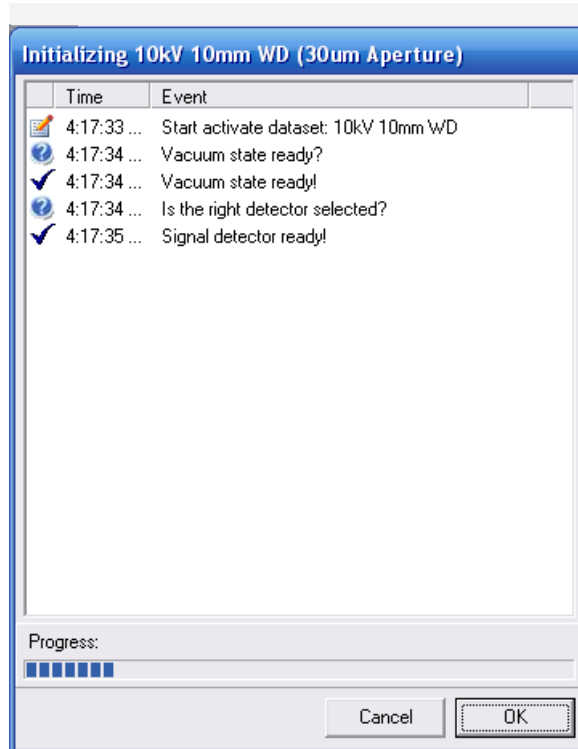 Initializing 10kV 10mm WD (30um Aperture)
Time Event
4:17:33 ... Start activate dataset: 10kV 10mm WD
4:17:34 ... Vacuum state ready?
4:17:34 ... Vacuum state ready!
4:17:34 ... Is the right detector selected?
4:17:35 ... Signal detector ready!
Progress:
Cancel OK